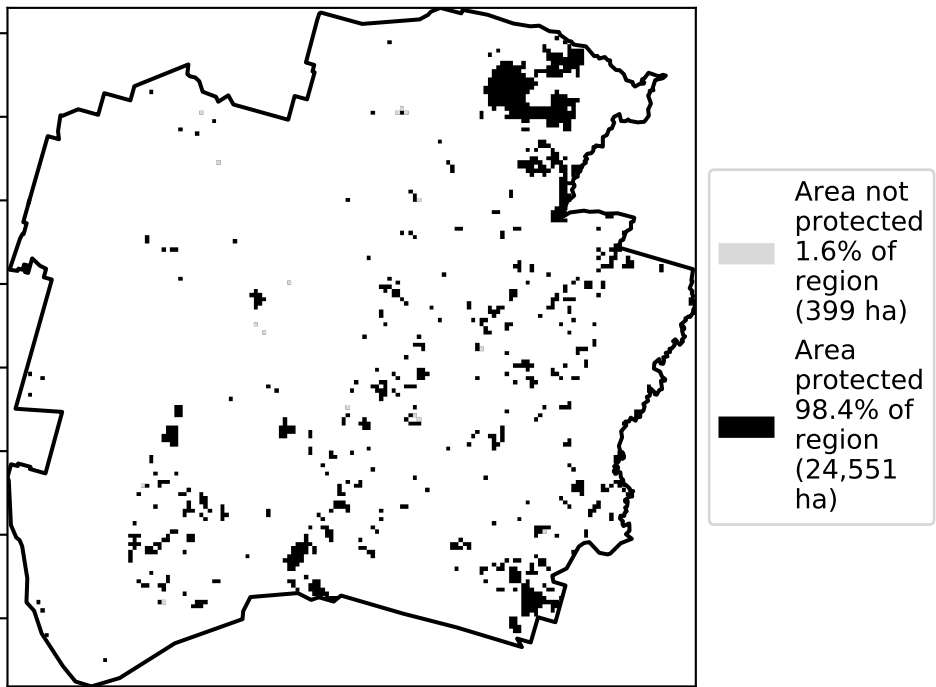 Area not
protected
1.6% of
region
(399 ha)
Area
protected
98.4% of
region
(24,551
ha)